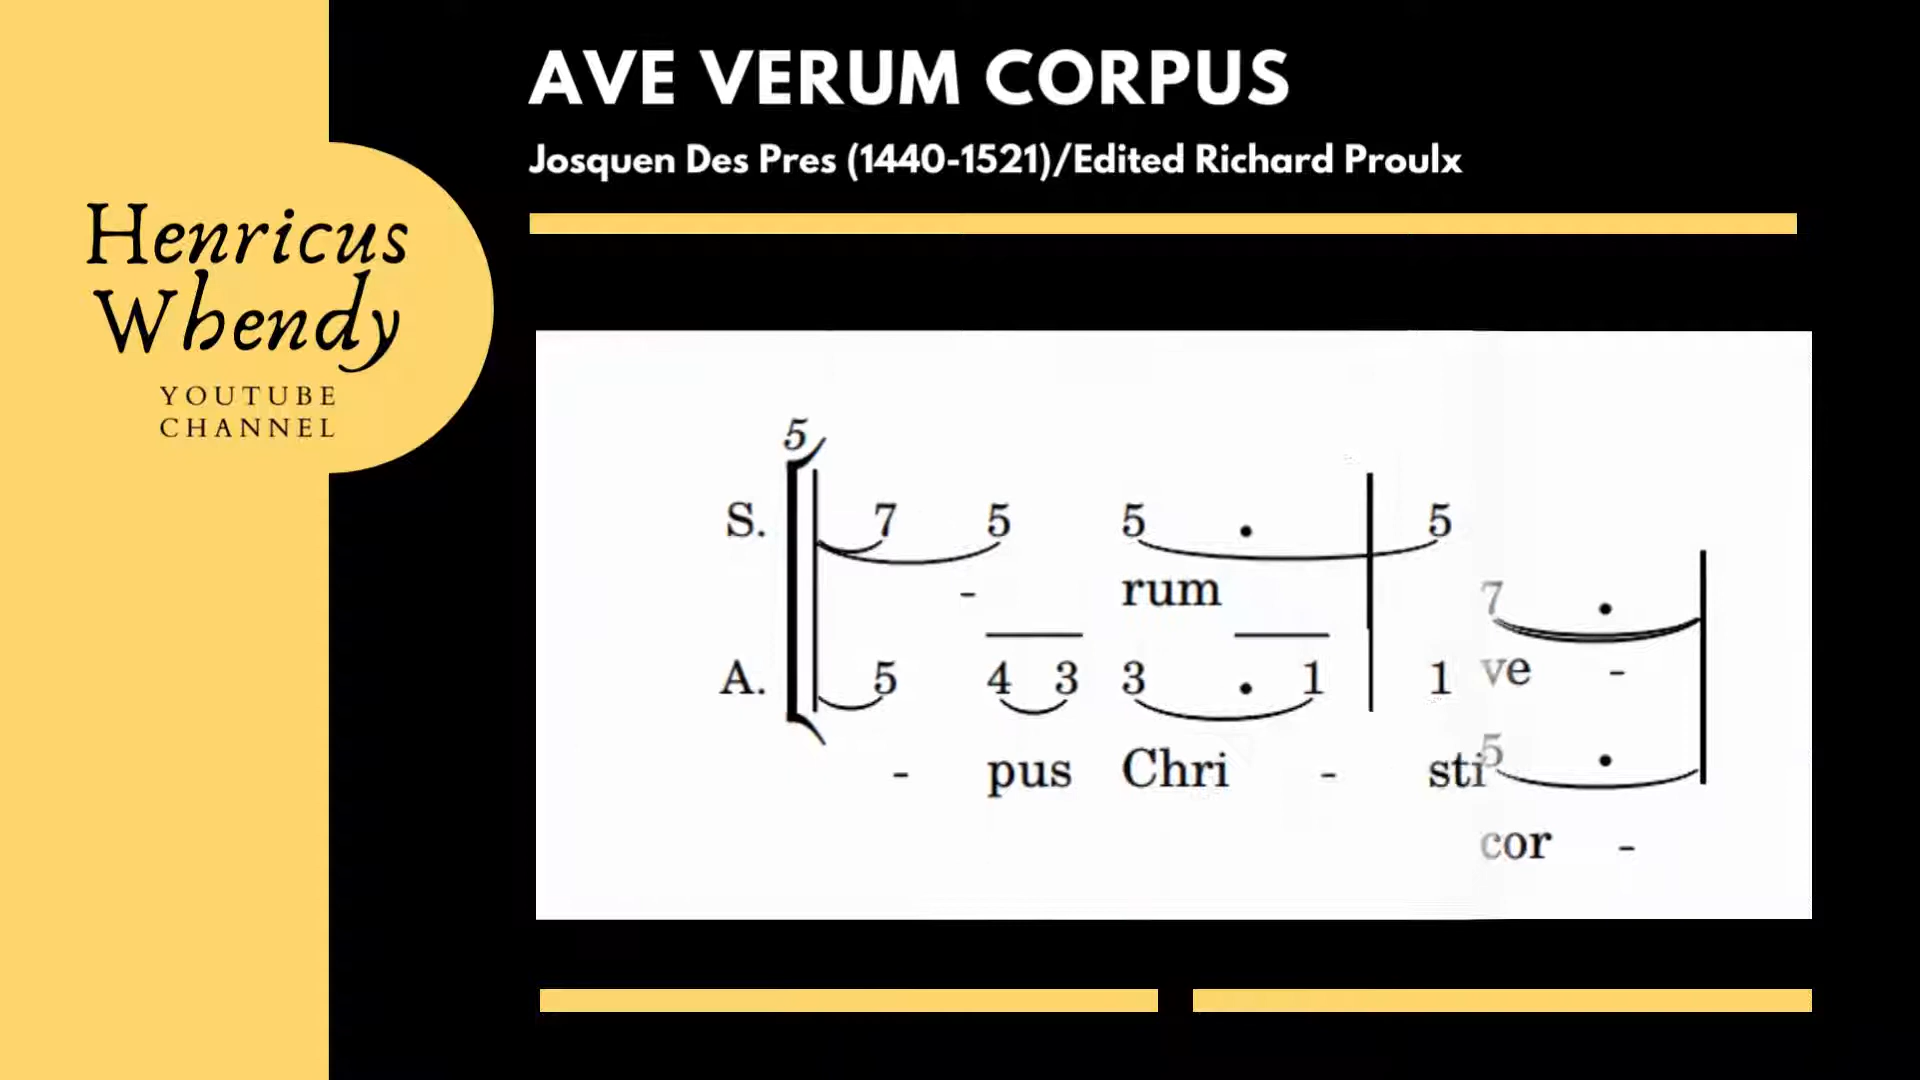 AVE VERUM CORPUS
Josquen Des Pres (1440-1521)/Edited Richard Proulx
Henricus
Whendy
YOUTUBE
CHANNEL
5
S. 7 5 5 . 5
- rum
7 .
ve -
A. 5 4 3 3 . 1 1
- pus Chri - sti
5 .
cor -